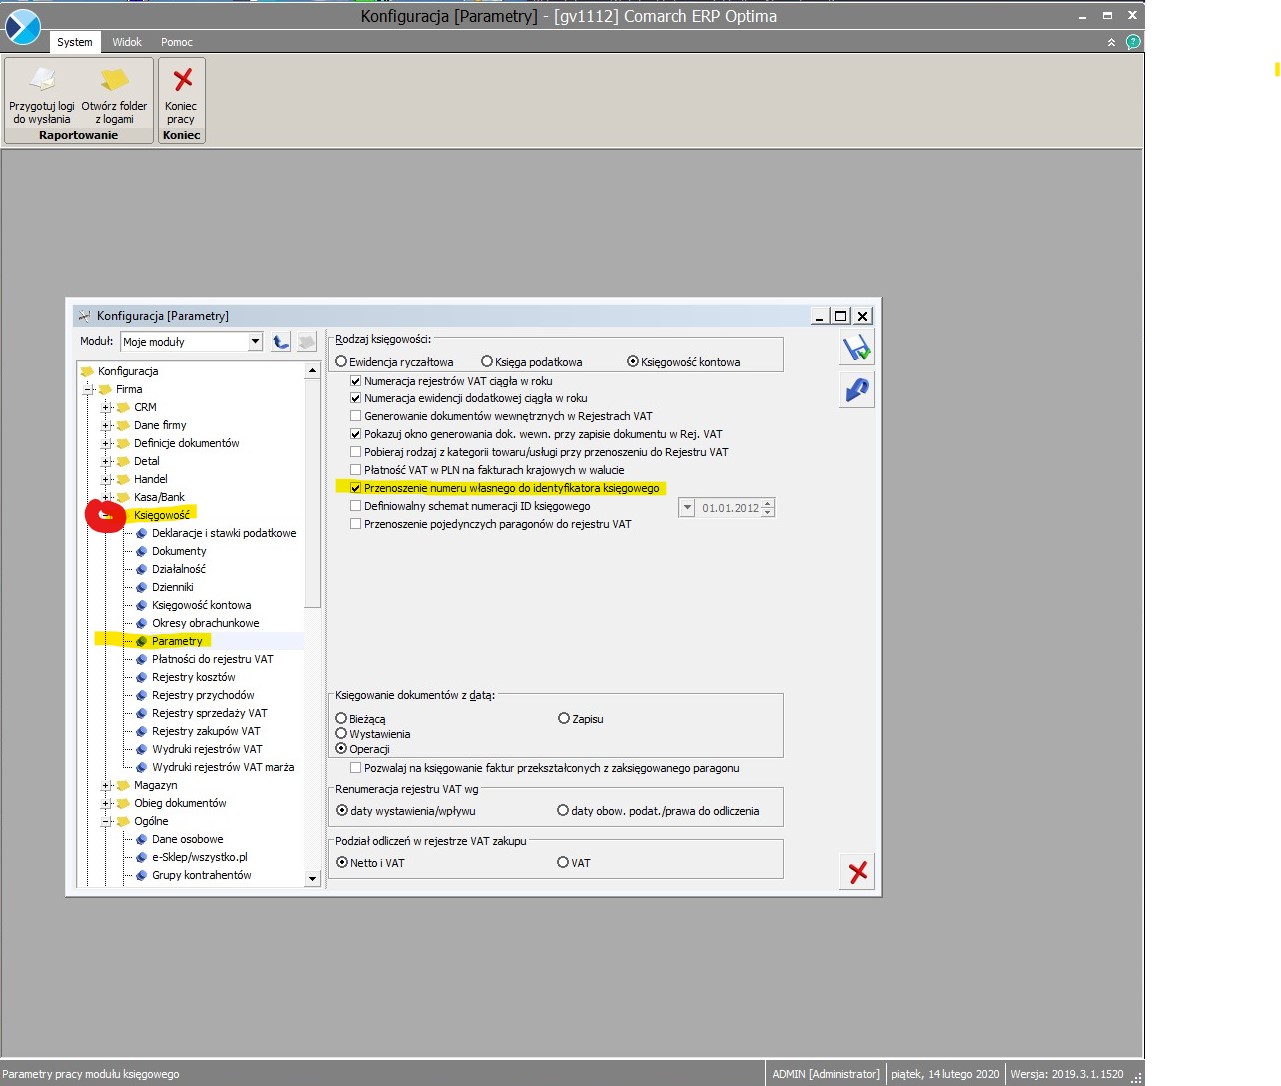 Konfiguracja [Parametry] - [gv1112] Comarch ERP Optima
System Widok Pomoc
Przygotuj logi do wysłania
Otwórz folder z logami
Koniec pracy
Raportowanie Koniec
Konfiguracja [Parametry]
Moduł: Moje moduły
Konfiguracja
Firma
CRM
Dane firmy
Definicje dokumentów
Detal
Handel
Kasa/Bank
Księgowość
Deklaracje i stawki podatkowe
Dokumenty
Działalność
Dzienniki
Księgowość kontowa
Okresy obrachunkowe
Parametry
Płatności do rejestru VAT
Rejestry kosztów
Rejestry przychodów
Rejestry sprzedaży VAT
Rejestry zakupów VAT
Wydruki rejestrów VAT
Wydruki rejestrów VAT marża
Magazyn
Obieg dokumentów
Ogólne
Dane osobowe
e-Sklep/wszystko.pl
Grupy kontrahentów
Rodzaj księgowości:
Ewidencja ryczałtowa Księga podatkowa Księgowość kontowa
Numeracja rejestrów VAT ciągła w roku
Numeracja ewidencji dodatkowej ciągła w roku
Generowanie dokumentów wewnętrznych w Rejestrach VAT
Pokazuj okno generowania dok. wewn. przy zapisie dokumentu w Rej. VAT
Pobieraj rodzaj z kategorii towaru/usługi przy przenoszeniu do Rejestru VAT
Płatność VAT w PLN na fakturach krajowych w walucie
Przenoszenie numeru własnego do identyfikatora księgowego
Definiowalny schemat numeracji ID księgowego 01.01.2012
Przenoszenie pojedynczych paragonów do rejestru VAT
Księgowanie dokumentów z datą:
Bieżącą Zapisu
Wystawienia
Operacji
Pozwalaj na księgowanie faktur przekształconych z zaksięgowanego paragonu
Renumeracja rejestru VAT wg
daty wystawienia/wpływu daty obow. podat./prawa do odliczenia
Podział odliczeń w rejestrze VAT zakupu
Netto i VAT VAT
Parametry pracy modułu księgowego ADMIN [Administrator] piątek, 14 lutego 2020 Wersja: 2019.3.1.1520